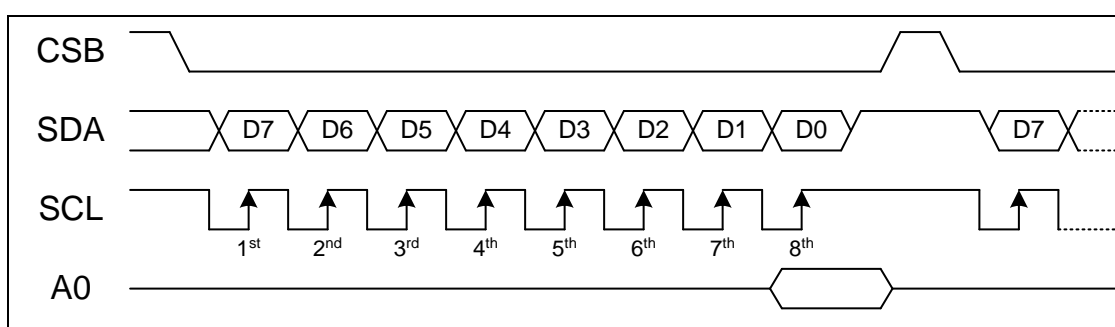 CSB
SDA D7 D6 D5 D4 D3 D2 D1 D0 D7
SCL
1st 2nd 3rd 4th 5th 6th 7th 8th
A0